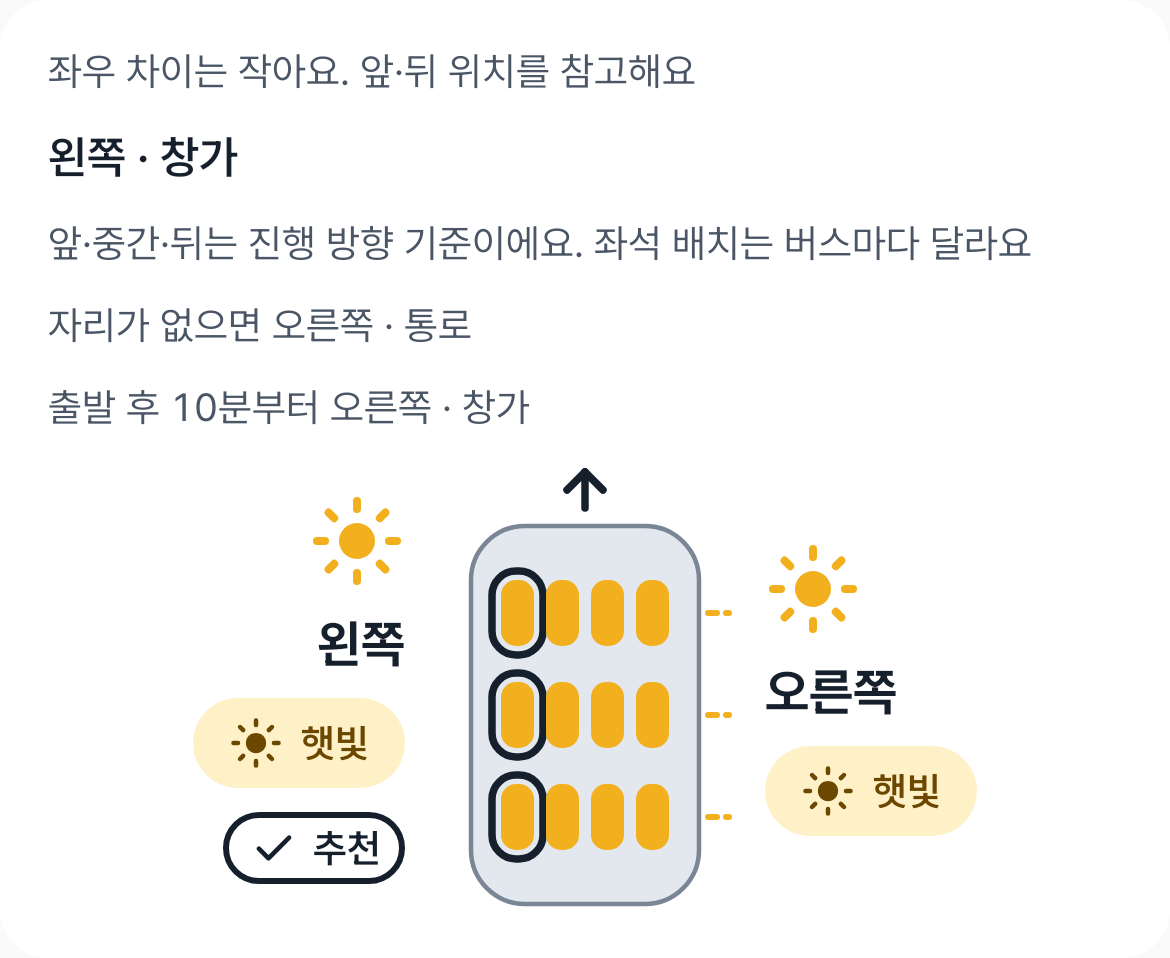 좌우 차이는 작아요. 앞·뒤 위치를 참고해요
왼쪽 · 창가
앞·중간·뒤는 진행 방향 기준이에요. 좌석 배치는 버스마다 달라요
자리가 없으면 오른쪽 · 통로
출발 후 10분부터 오른쪽 · 창가
왼쪽
햇빛
추천
오른쪽
햇빛